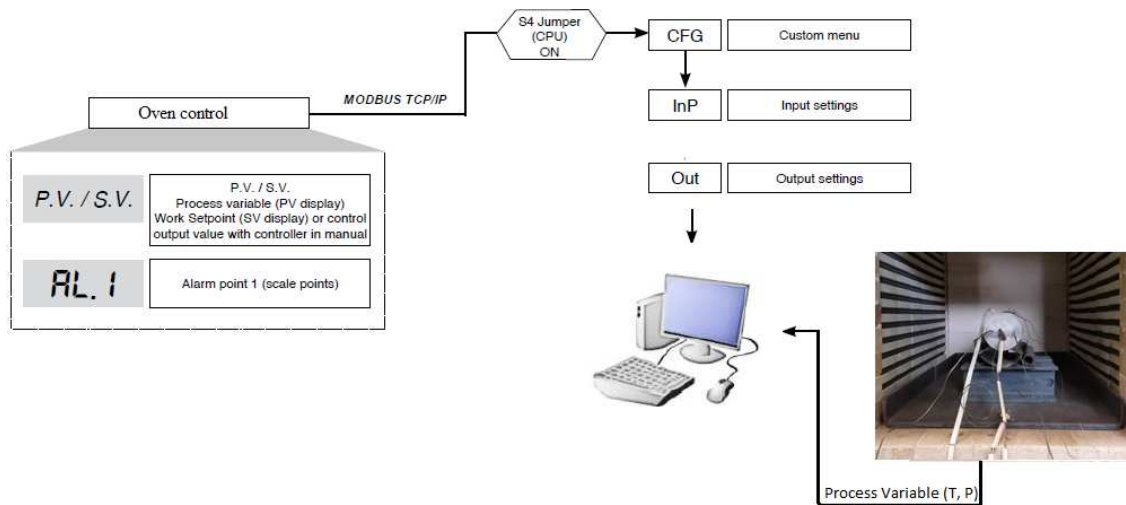 S4 Jumper
(CPU)
ON
CFG
Custom menu
MODBUS TCP/IP
Oven control
InP
Input settings
P.V. / S.V.
P.V. / S.V.
Process variable (PV display)
Work Setpoint (SV display) or control
output value with controller in manual
Out
Output settings
AL. 1
Alarm point 1 (scale points)
Process Variable (T, P)